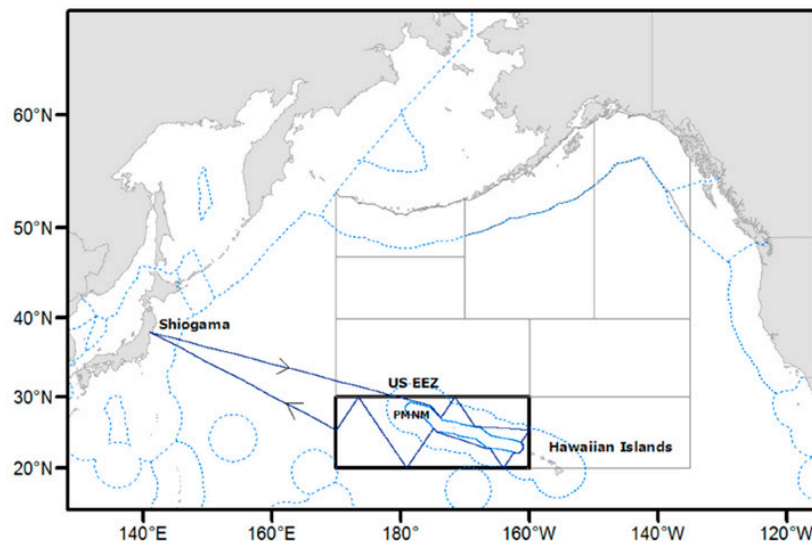 60°N
50°N
40°N
Shiogama
30°N
US EEZ
PMNM
Hawaiian Islands
20°N
140°E
160°E
180°
160°W
140°W
120°W